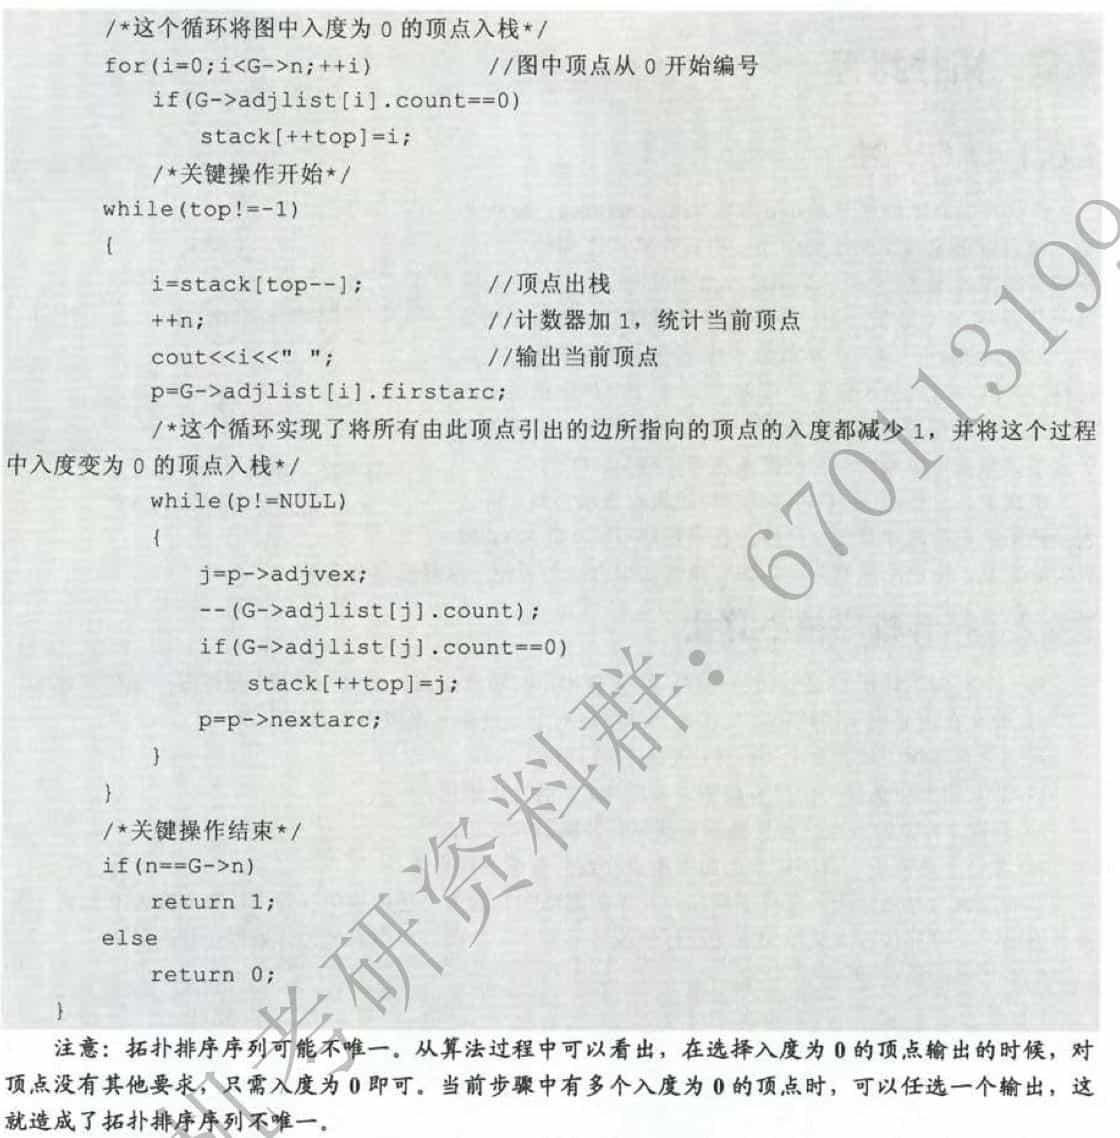 /*这个循环将图中入度为 0 的顶点入栈*/
for(i=0;i<G->n;++i) //图中顶点从 0 开始编号
if(G->adjlist[i].count==0)
stack[++top]=i;
/*关键操作开始*/
while(top!=-1)
{
i=stack[top--]; //顶点出栈
++n; //计数器加 1，统计当前顶点
cout<<i<<" "; //输出当前顶点
p=G->adjlist[i].firstarc;
/*这个循环实现了将所有由此顶点引出的边所指向的顶点的入度都减少 1，并将这个过程
中入度变为 0 的顶点入栈*/
while(p!=NULL)
{
j=p->adjvex;
--(G->adjlist[j].count);
if(G->adjlist[j].count==0)
stack[++top]=j;
p=p->nextarc;
}
}
/*关键操作结束*/
if(n==G->n)
return 1;
else
return 0;
}
注意：拓扑排序序列可能不唯一。从算法过程中可以看出，在选择入度为 0 的顶点输出的时候，对
顶点没有其他要求，只需入度为 0 即可。当前步骤中有多个入度为 0 的顶点时，可以任选一个输出，这
就造成了拓扑排序序列不唯一。
机考研资料群：67011319